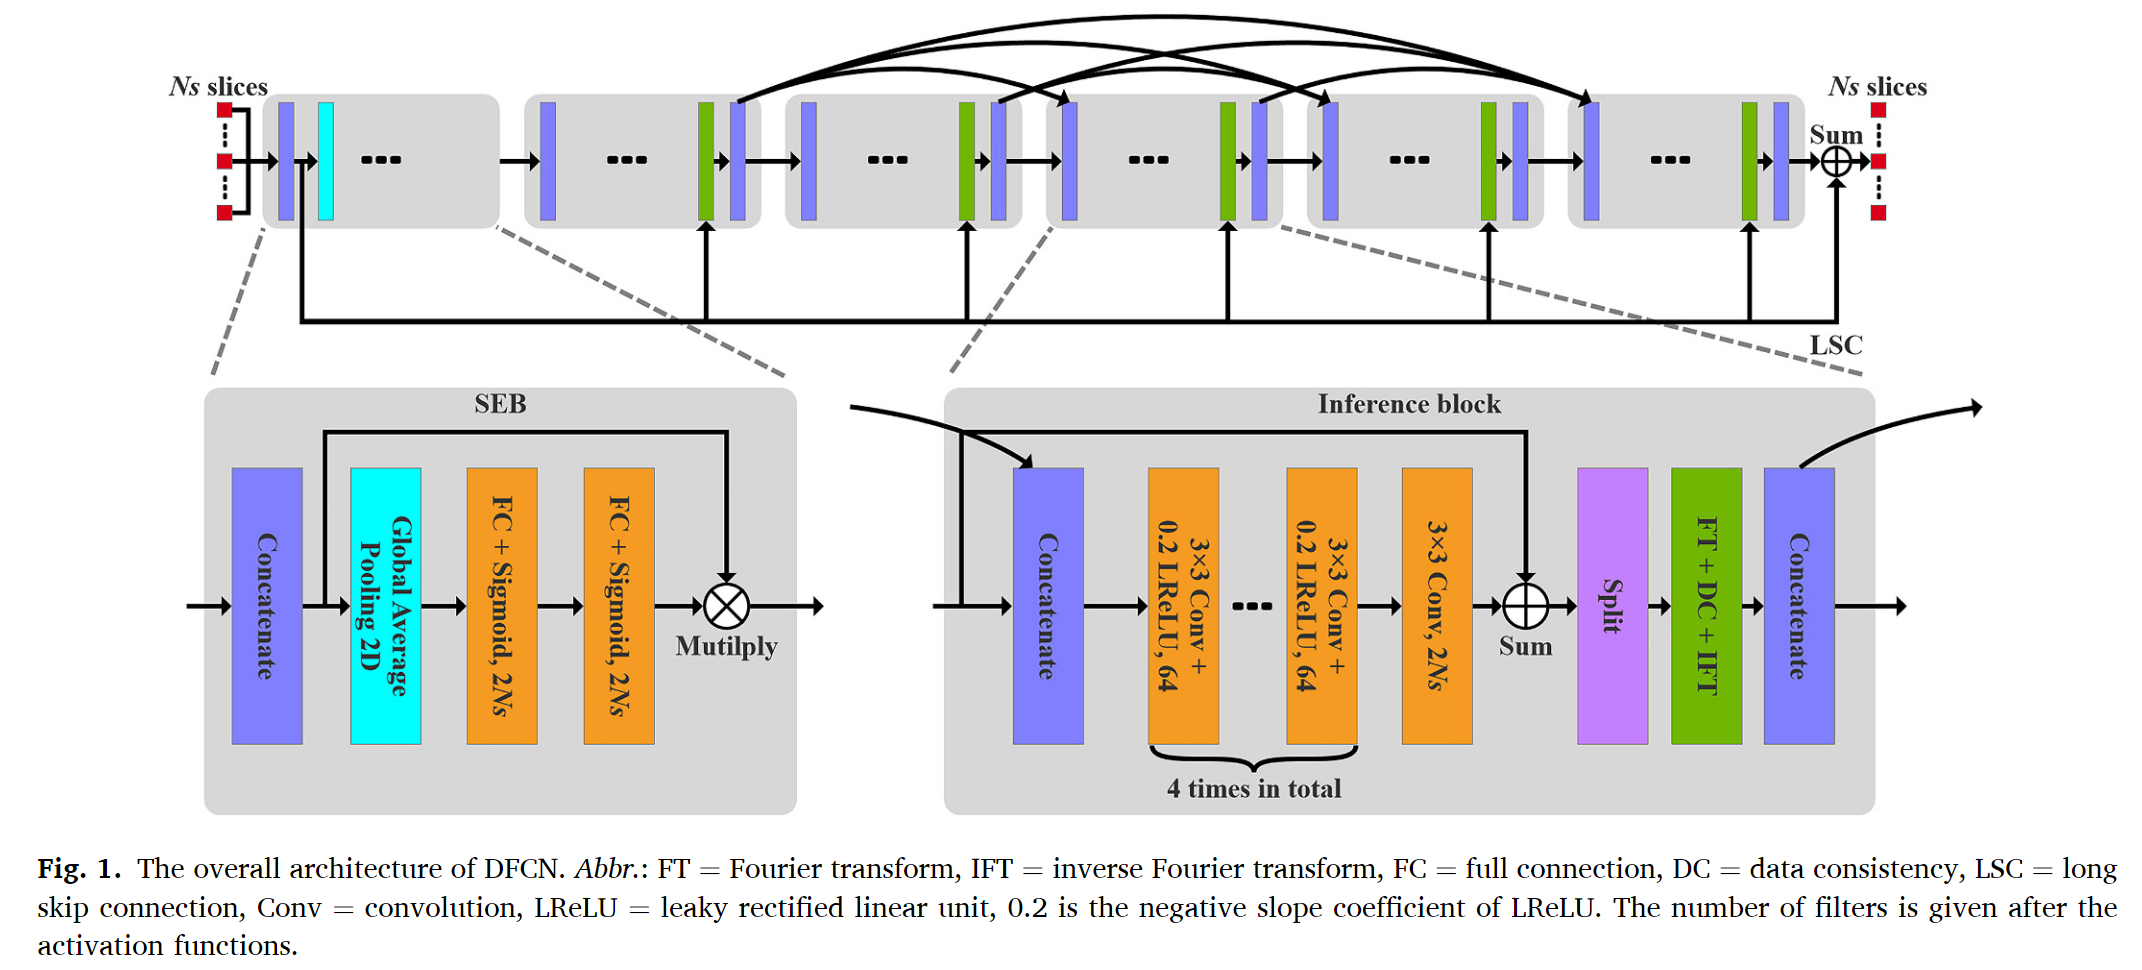 Ns slices
Ns slices
Sum
LSC
SEB
Concatenate
Global Average
Pooling 2D
FC + Sigmoid, 2Ns
FC + Sigmoid, 2Ns
Mutilply
Inference block
Concatenate
3×3 Conv +
0.2 LReLU, 64
3×3 Conv +
0.2 LReLU, 64
3×3 Conv, 2Ns
Sum
Split
FT + DC + IFT
Concatenate
4 times in total
Fig. 1. The overall architecture of DFCN. Abbr.: FT = Fourier transform, IFT = inverse Fourier transform, FC = full connection, DC = data consistency, LSC = long
skip connection, Conv = convolution, LReLU = leaky rectified linear unit, 0.2 is the negative slope coefficient of LReLU. The number of filters is given after the
activation functions.